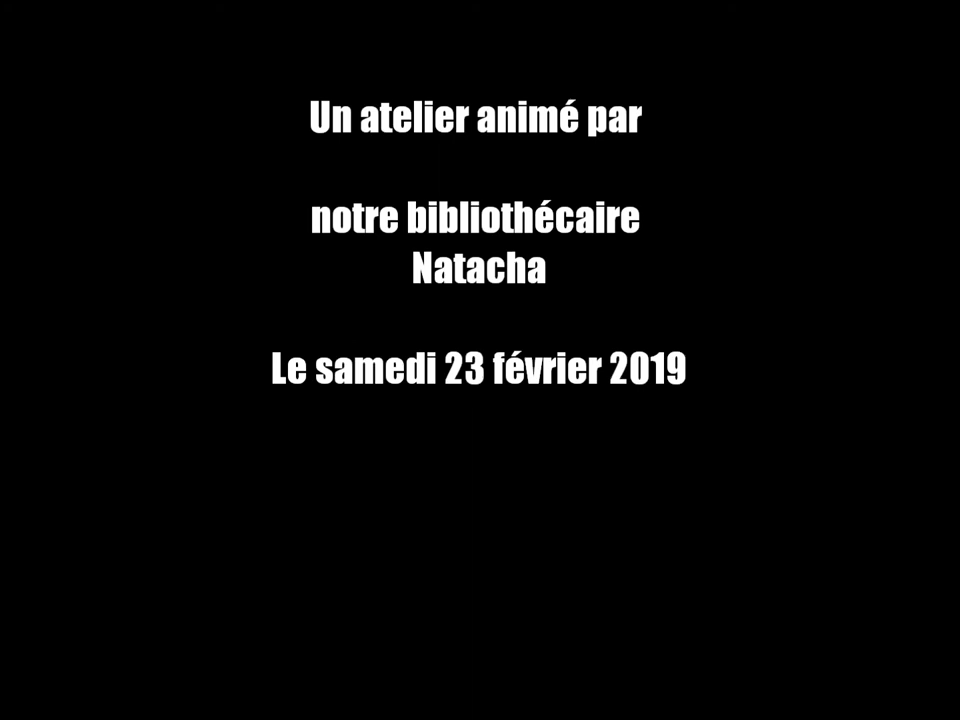 Un atelier animé par
notre bibliothécaire
Natacha
Le samedi 23 février 2019